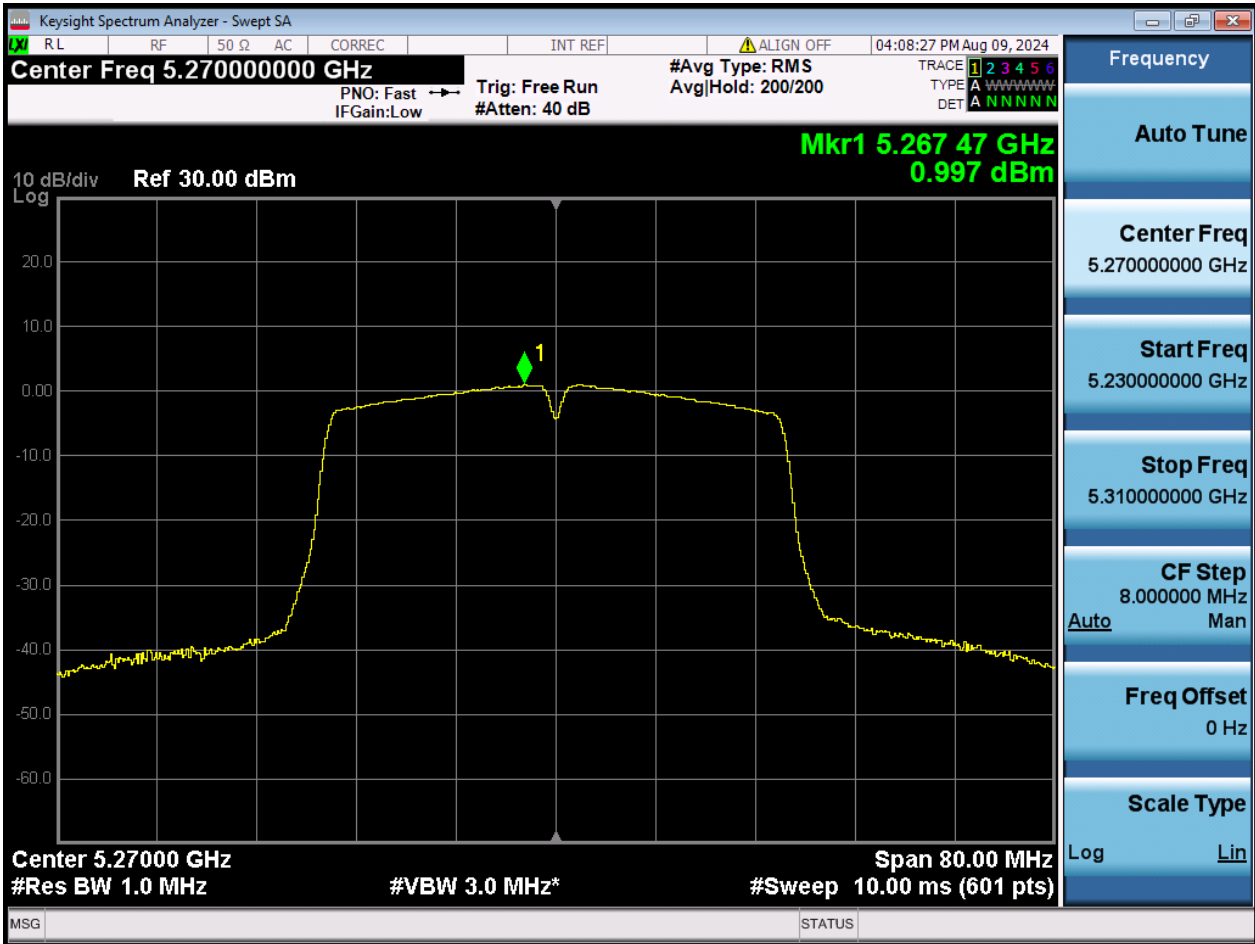 Keysight Spectrum Analyzer - Swept SA
LXI RL RF 50 Ω AC CORREC INT REF ALIGN OFF 04:08:27 PM Aug 09, 2024
Center Freq 5.270000000 GHz
PNO: Fast
IFGain:Low
Trig: Free Run
#Atten: 40 dB
#Avg Type: RMS
Avg|Hold: 200/200
TRACE 1 2 3 4 5 6
TYPE A WWWWW
DET A N N N N N
Mkr1 5.267 47 GHz
0.997 dBm
10 dB/div Ref 30.00 dBm
Log
20.0
10.0
0.00
-10.0
-20.0
-30.0
-40.0
-50.0
-60.0
1
Center 5.27000 GHz Span 80.00 MHz
#Res BW 1.0 MHz #VBW 3.0 MHz* #Sweep 10.00 ms (601 pts)
MSG STATUS
Frequency
Auto Tune
Center Freq
5.270000000 GHz
Start Freq
5.230000000 GHz
Stop Freq
5.310000000 GHz
CF Step
8.000000 MHz
Auto Man
Freq Offset
0 Hz
Scale Type
Log Lin